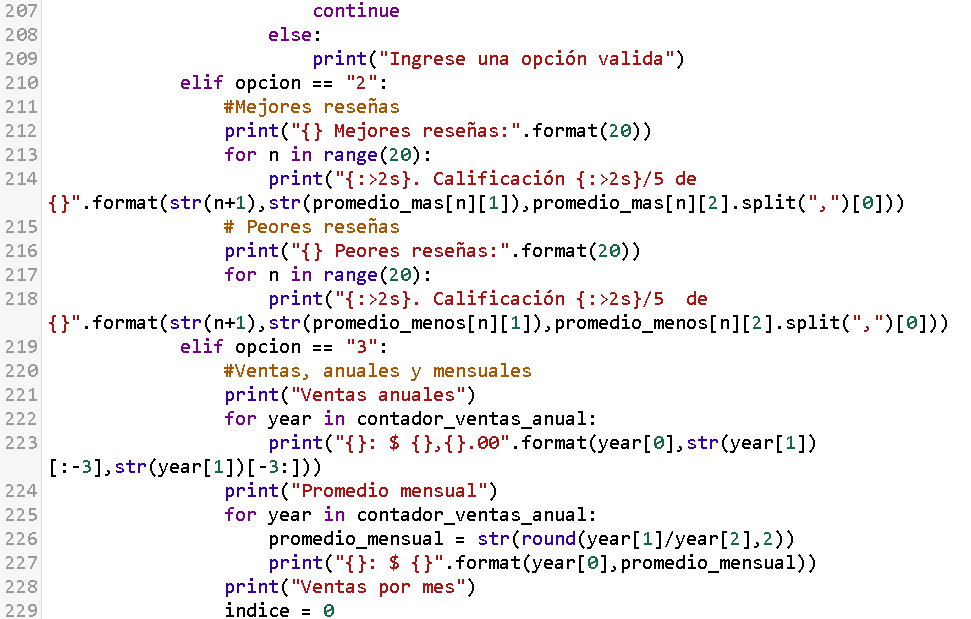 207                         continue
208                     else:
209                         print("Ingrese una opción valida")
210             elif opcion == "2":
211                 #Mejores reseñas
212                 print("{} Mejores reseñas:".format(20))
213                 for n in range(20):
214                     print("{:>2s}. Calificación {:>2s}/5 de
{}".format(str(n+1),str(promedio_mas[n][1]),promedio_mas[n][2].split(",")[0]))
215                 # Peores reseñas
216                 print("{} Peores reseñas:".format(20))
217                 for n in range(20):
218                     print("{:>2s}. Calificación {:>2s}/5  de
{}".format(str(n+1),str(promedio_menos[n][1]),promedio_menos[n][2].split(",")[0]))
219             elif opcion == "3":
220                 #Ventas, anuales y mensuales
221                 print("Ventas anuales")
222                 for year in contador_ventas_anual:
223                     print("{}: $ {},{}.00".format(year[0],str(year[1])
[:-3],str(year[1])[-3:]))
224                 print("Promedio mensual")
225                 for year in contador_ventas_anual:
226                     promedio_mensual = str(round(year[1]/year[2],2))
227                     print("{}: $ {}".format(year[0],promedio_mensual))
228                 print("Ventas por mes")
229                 indice = 0